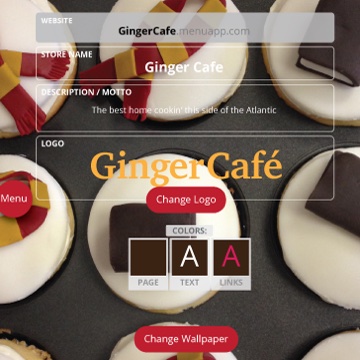 WEBSITE
GingerCafe.menuapp.com
STORE NAME
Ginger Cafe
DESCRIPTION / MOTTO
The best home cookin' this side of the Atlantic
LOGO
GingerCafé
Menu
Change Logo
COLORS:
A A
PAGE TEXT LINKS
Change Wallpaper